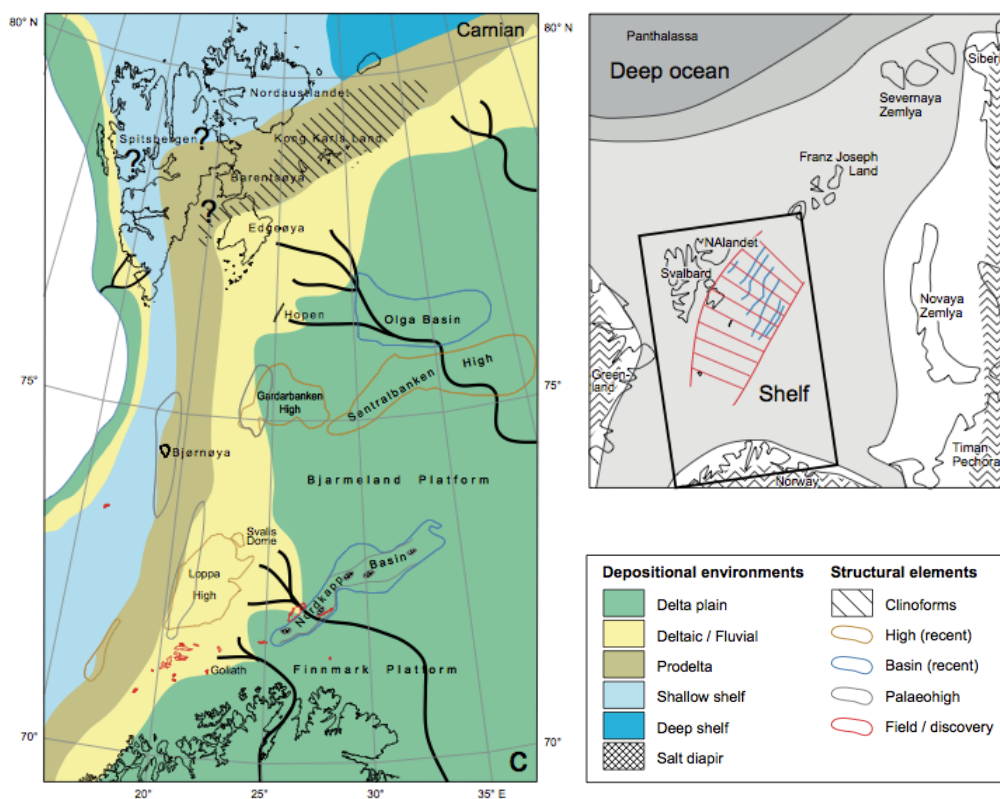 80° N
Carnian
Nordaustlandet
Spitsbergen
?
?
Kong Karls Land
Barentsøya
?
Edgeøya
Hopen
Olga Basin
75°
Sentralbanken High
Gardarbanken
High
Bjørnøya
Bjarmeland Platform
Svalis
Dome
Loppa
High
Nordkapp Basin
Goliath
Finnmark Platform
70°
C
20°
25°
30°
35° E
80° N
75°
70°
Panthalassa
Deep ocean
Siberi
Severnaya
Zemlya
Franz Joseph
Land
NAlandet
Svalbard
Novaya
Zemlya
Green-
land
Shelf
Timan
Pechora
Norway
Depositional environments
Delta plain
Deltaic / Fluvial
Prodelta
Shallow shelf
Deep shelf
Salt diapir
Structural elements
Clinoforms
High (recent)
Basin (recent)
Palaeohigh
Field / discovery